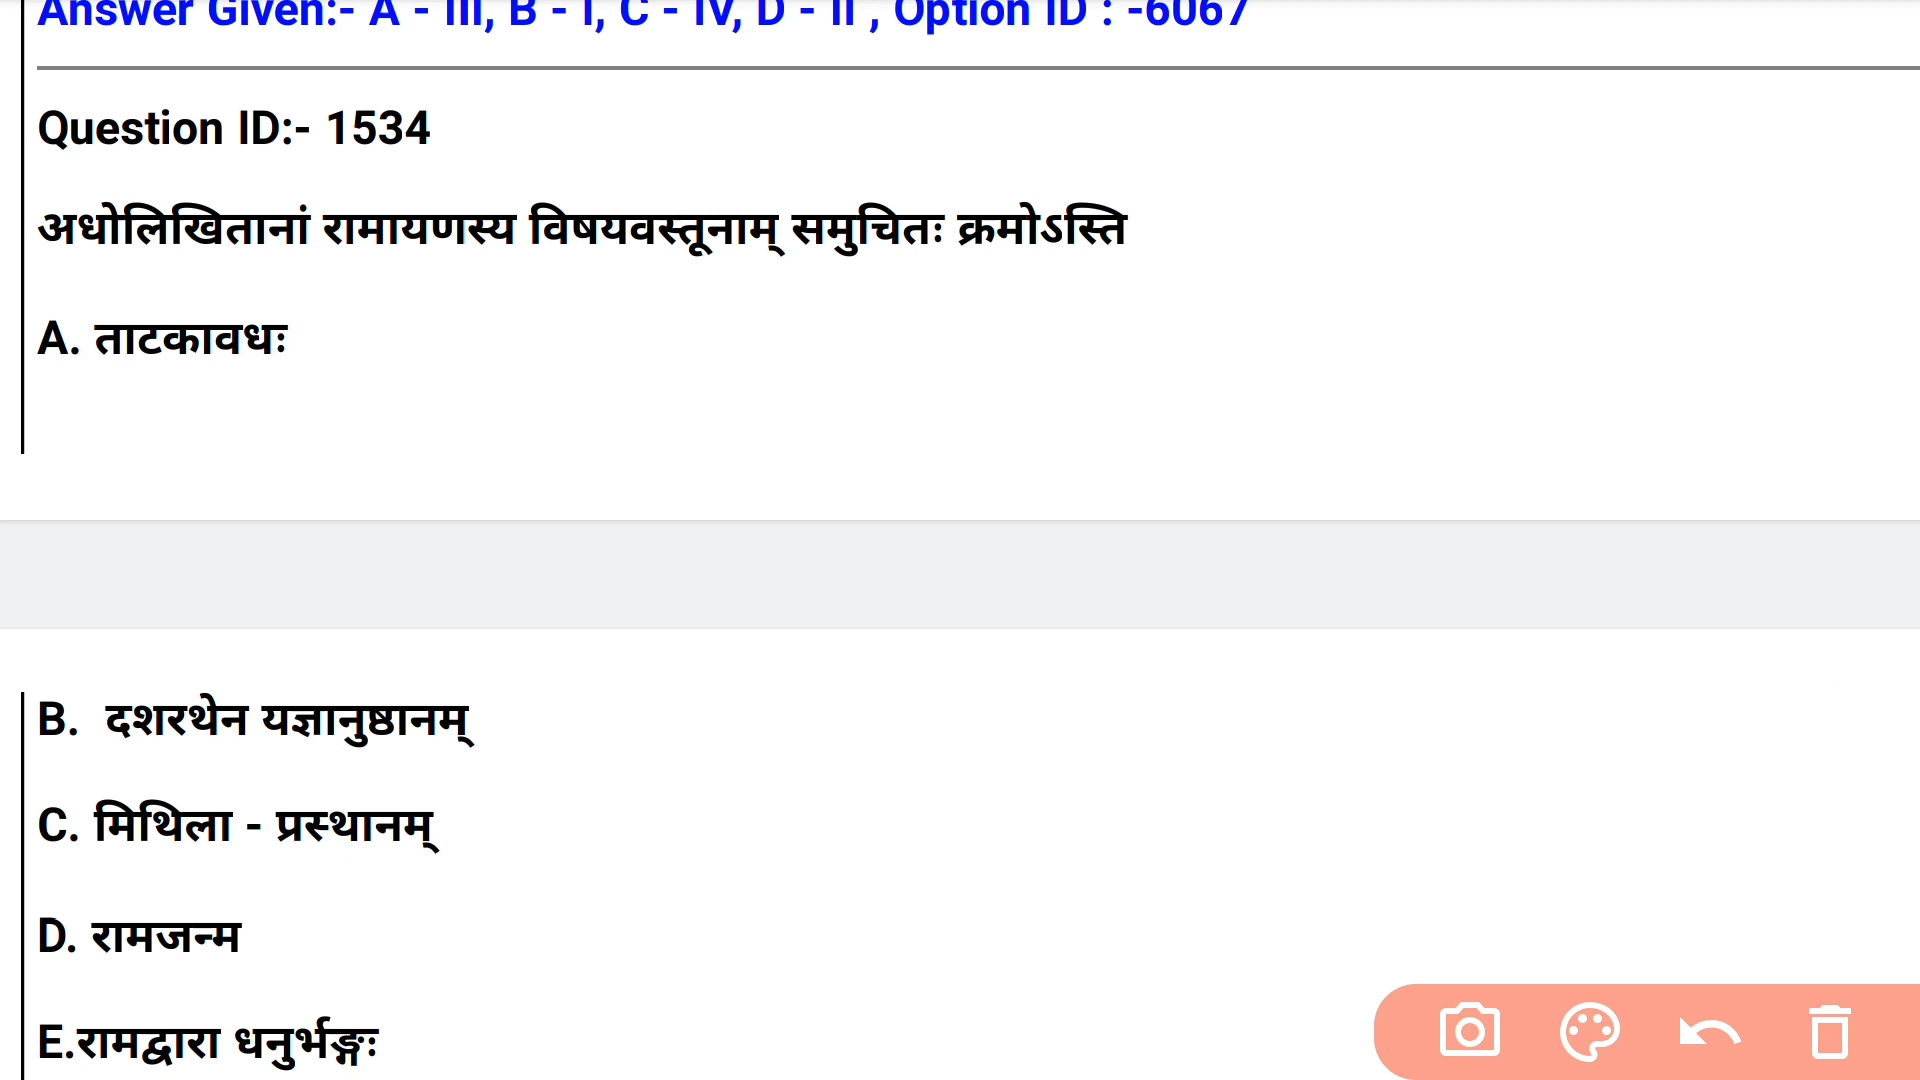 Answer Given:- A - III, B - I, C - IV, D - II , Option ID : -6067
Question ID:- 1534
अधोलिखितानां रामायणस्य विषयवस्तूनाम् समुचितः क्रमोऽस्ति
A. ताटकावधः
B. दशरथेन यज्ञानुष्ठानम्
C. मिथिला - प्रस्थानम्
D. रामजन्म
E.रामद्वारा धनुर्भङ्गः